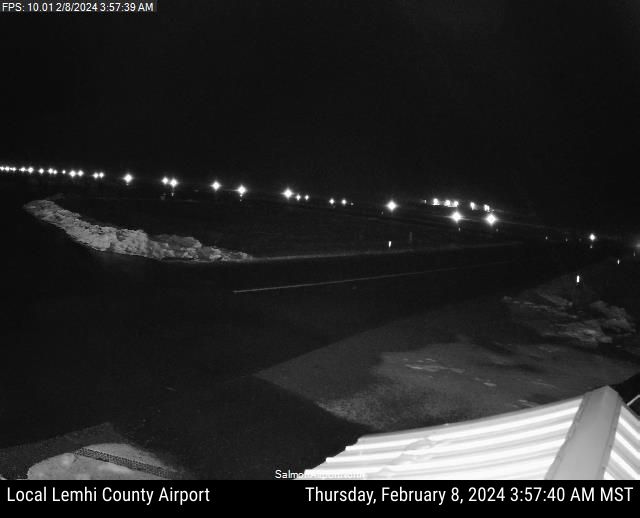 FPS: 10.01 2/8/2024 3:57:39 AM
SalmonAirportNorth
Local Lemhi County Airport Thursday, February 8, 2024 3:57:40 AM MST